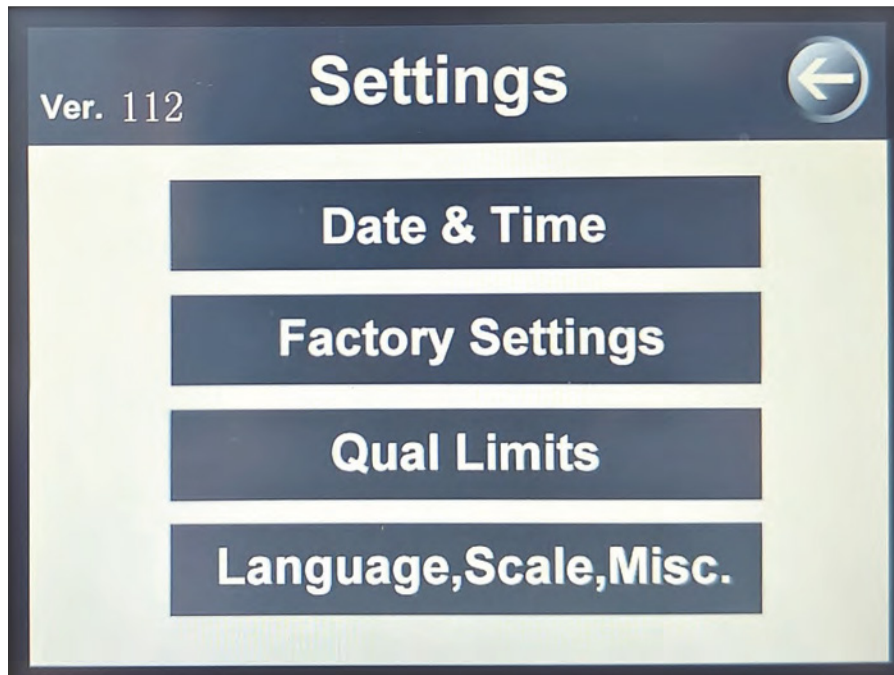 Settings
Ver. 112
Date & Time
Factory Settings
Qual Limits
Language,Scale,Misc.